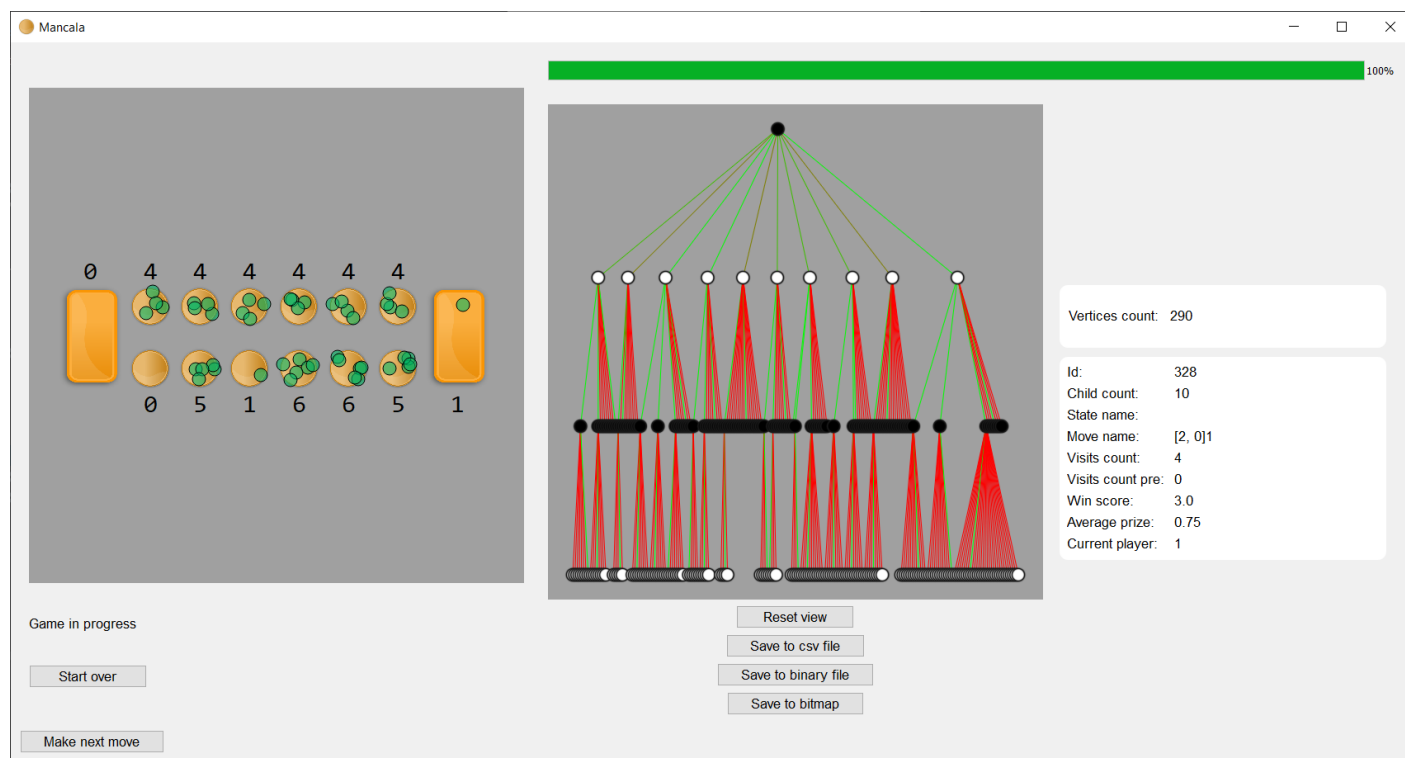 Mancala
100%
0 4 4 4 4 4 4
0 5 1 6 6 5 1
Vertices count: 290
Id: 328
Child count: 10
State name:
Move name: [2, 0]1
Visits count: 4
Visits count pre: 0
Win score: 3.0
Average prize: 0.75
Current player: 1
Game in progress
Start over
Make next move
Reset view
Save to csv file
Save to binary file
Save to bitmap